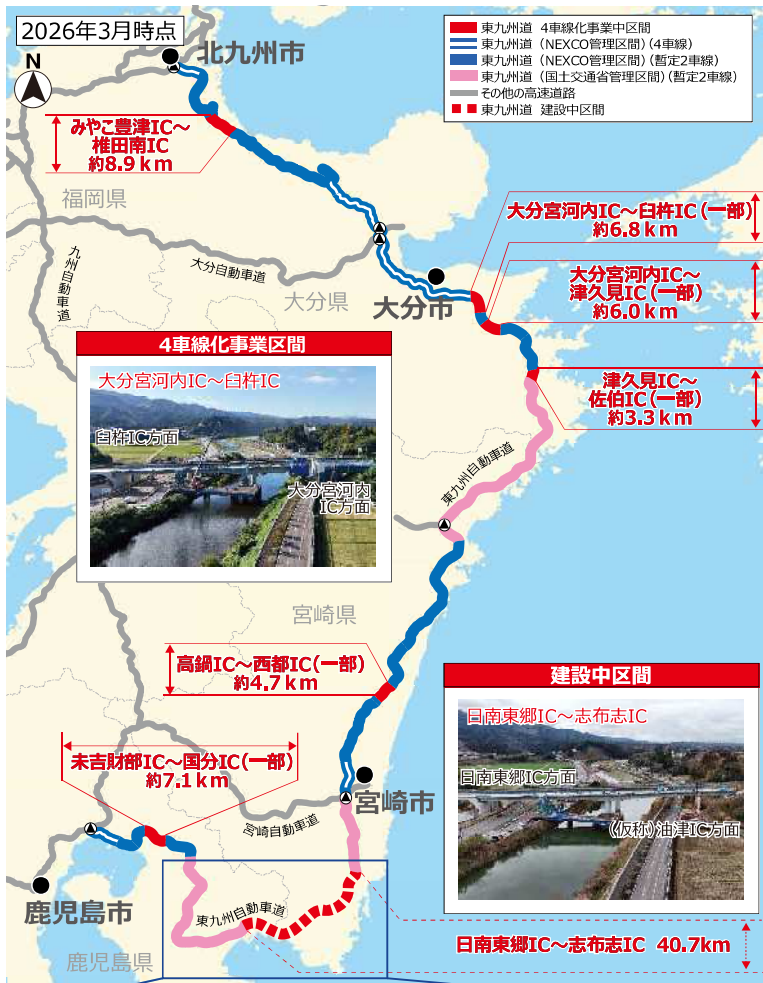 2026年3月時点
N
北九州市
東九州道 4車線化事業中区間
東九州道（NEXCO管理区間）（4車線）
東九州道（NEXCO管理区間）（暫定2車線）
東九州道（国土交通省管理区間）（暫定2車線）
その他の高速道路
東九州道 建設中区間
みやこ豊津IC～
椎田南IC
約8.9km
福岡県
九州自動車道
大分自動車道
大分県
大分市
大分宮河内IC～臼杵IC（一部）
約6.8km
大分宮河内IC～
津久見IC（一部）
約6.0km
津久見IC～
佐伯IC（一部）
約3.3km
4車線化事業区間
大分宮河内IC～臼杵IC
臼杵IC方面
大分宮河内
IC方面
東九州自動車道
宮崎県
高鍋IC～西都IC（一部）
約4.7km
建設中区間
日南東郷IC～志布志IC
日南東郷IC方面
（仮称）油津IC方面
末吉財部IC～国分IC（一部）
約7.1km
宮崎市
宮崎自動車道
鹿児島市
東九州自動車道
鹿児島県
日南東郷IC～志布志IC 40.7km